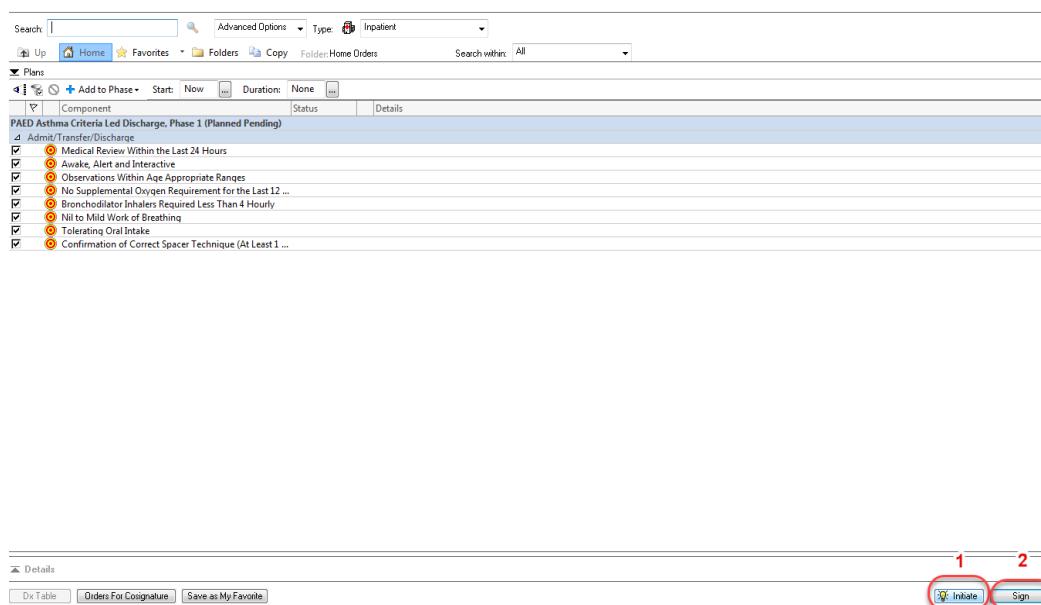 Search: Advanced Options Type: Inpatient
Up Home Favorites Folders Copy Folder: Home Orders Search within: All
Plans
Add to Phase Start: Now ... Duration: None ...
Component Status Details
PAED Asthma Criteria Led Discharge, Phase 1 (Planned Pending)
Admit/Transfer/Discharge
Medical Review Within the Last 24 Hours
Awake, Alert and Interactive
Observations Within Age Appropriate Ranges
No Supplemental Oxygen Requirement for the Last 12 ...
Bronchodilator Inhalers Required Less Than 4 Hourly
Nil to Mild Work of Breathing
Tolerating Oral Intake
Confirmation of Correct Spacer Technique (At Least 1 ...
1 2
Details
Dx Table Orders For Cosignature Save as My Favorite Initiate Sign